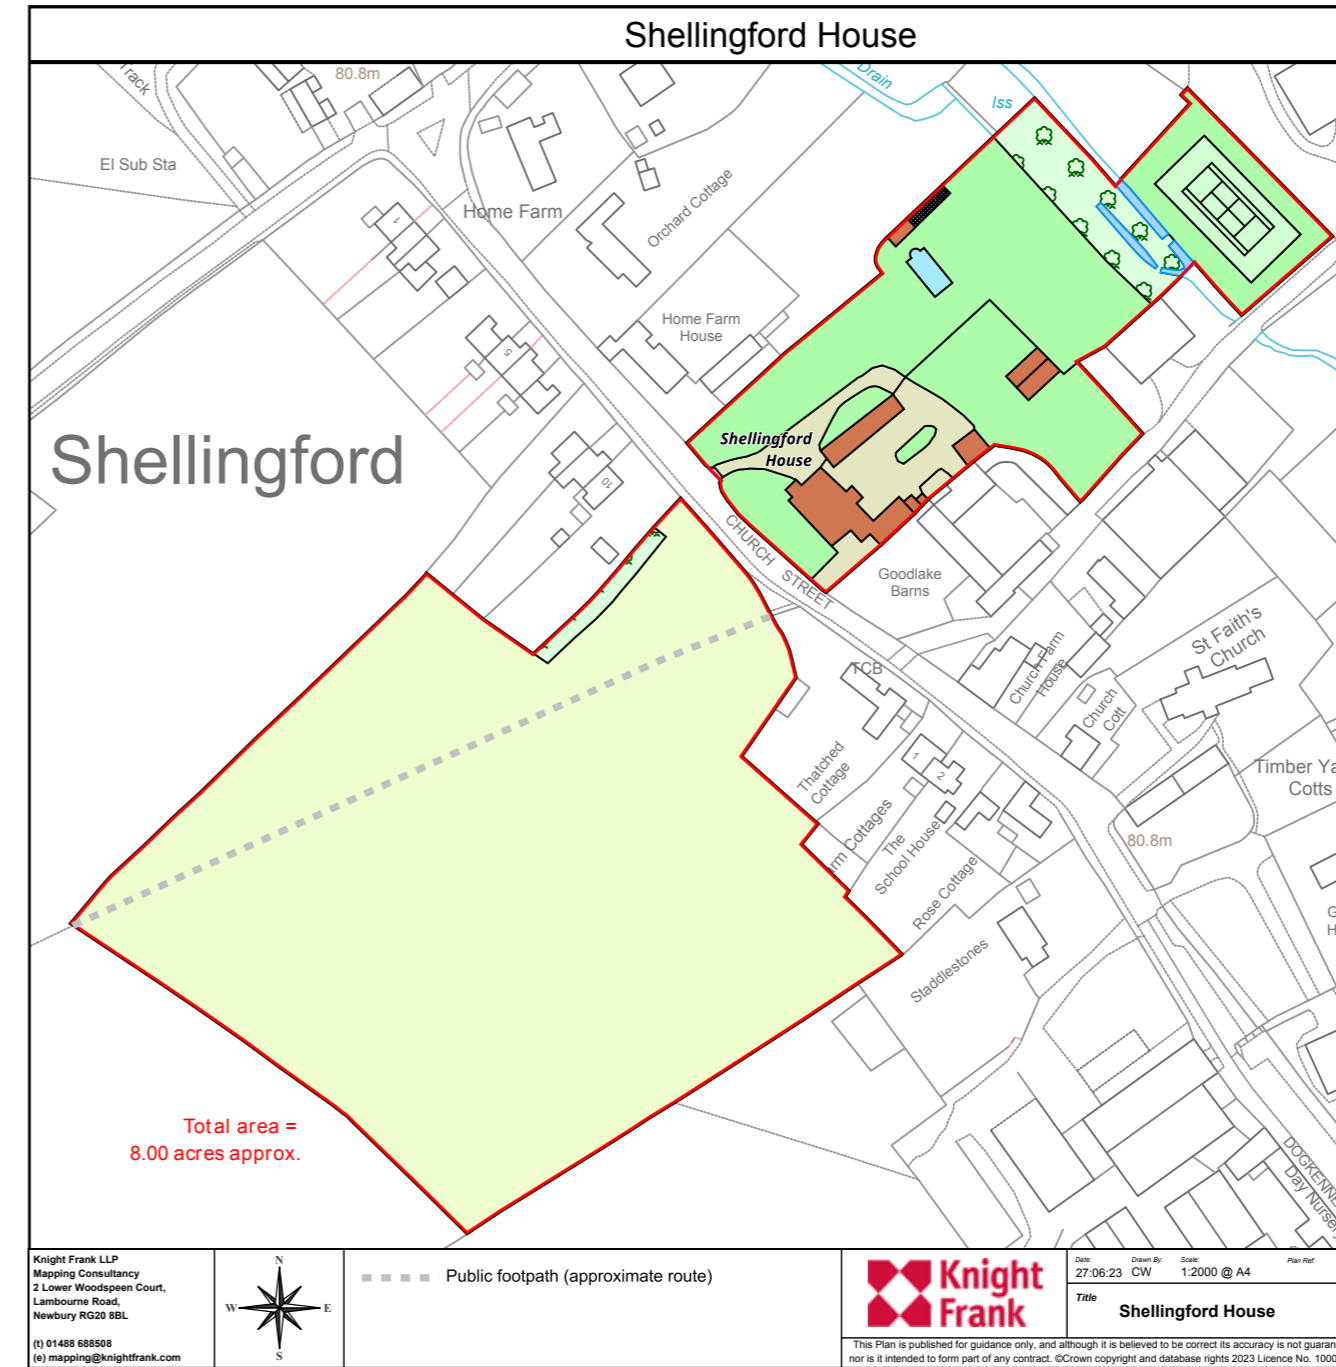 Shellingford House
Track
80.8m
Drain
Iss
El Sub Sta
Home Farm
1
Orchard Cottage
Home Farm
House
5
Shellingford
Shellingford
House
10
CHURCH STREET
Goodlake
Barns
St Faith's
Church
TCB
Church Farm
House
Church
Cott
Thatched
Cottage
1
2
Timber
Cotts
80.8m
Cottages
The
School House
Rose Cottage
Staddlestones
Total area =
8.00 acres approx.
Day
Knight Frank LLP
Mapping Consultancy
2 Lower Woodspeen Court,
Lambourne Road,
Newbury RG20 8BL
(t) 01488 688508
(e) mapping@knightfrank.com
N
W E
S
Public footpath (approximate route)
Knight
Frank
Date: Drawn By: Scale: Plan Ref:
27:06:23 CW 1:2000 @ A4
Title
Shellingford House
This Plan is published for guidance only, and although it is believed to be correct its accuracy is not
nor is it intended to form part of any contract. ©Crown copyright and database rights 2023 Licence No.